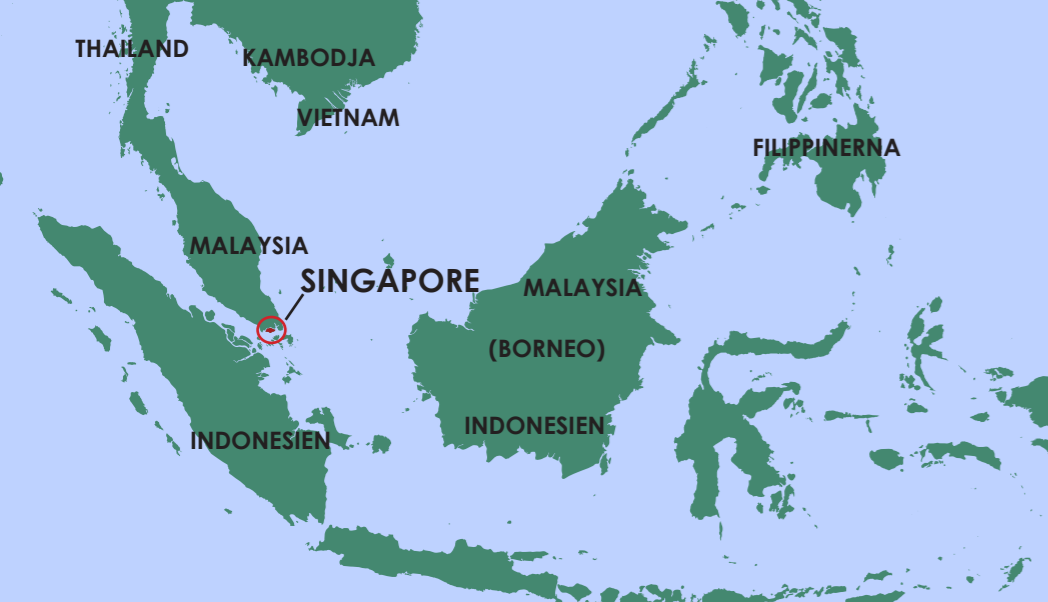 THAILAND
KAMBODJA
VIETNAM
FILIPPINERNA
MALAYSIA
SINGAPORE
MALAYSIA
(BORNEO)
INDONESIEN
INDONESIEN